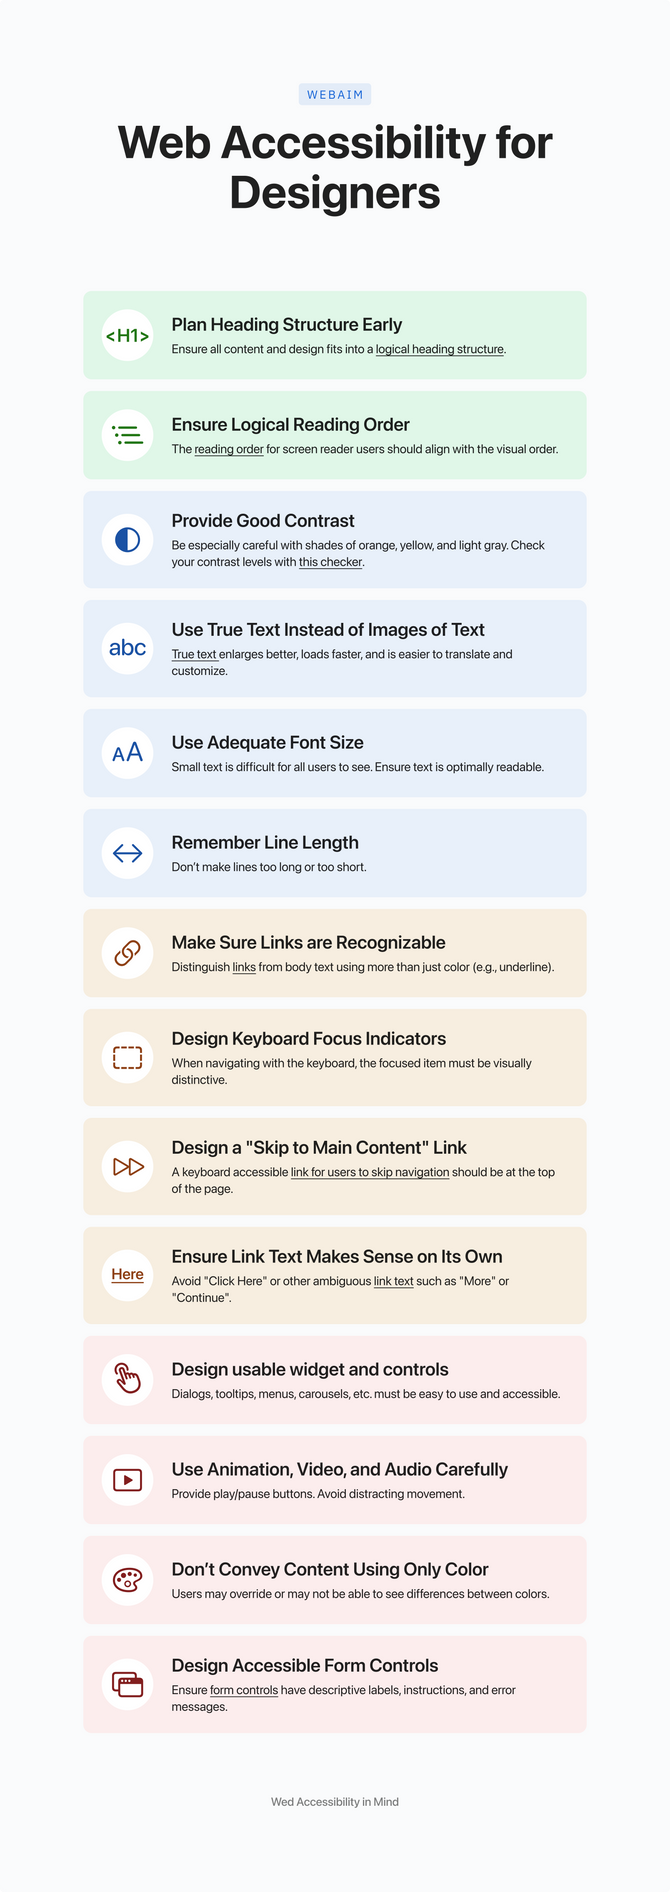 WEBAIM
Web Accessibility for
Designers
<H1>
Plan Heading Structure Early
Ensure all content and design fits into a logical heading structure.
Ensure Logical Reading Order
The reading order for screen reader users should align with the visual order.
Provide Good Contrast
Be especially careful with shades of orange, yellow, and light gray. Check
your contrast levels with this checker.
abc
Use True Text Instead of Images of Text
True text enlarges better, loads faster, and is easier to translate and
customize.
AA
Use Adequate Font Size
Small text is difficult for all users to see. Ensure text is optimally readable.
Remember Line Length
Don’t make lines too long or too short.
Make Sure Links are Recognizable
Distinguish links from body text using more than just color (e.g., underline).
Design Keyboard Focus Indicators
When navigating with the keyboard, the focused item must be visually
distinctive.
Design a "Skip to Main Content" Link
A keyboard accessible link for users to skip navigation should be at the top
of the page.
Here
Ensure Link Text Makes Sense on Its Own
Avoid "Click Here" or other ambiguous link text such as "More" or
"Continue".
Design usable widget and controls
Dialogs, tooltips, menus, carousels, etc. must be easy to use and accessible.
Use Animation, Video, and Audio Carefully
Provide play/pause buttons. Avoid distracting movement.
Don’t Convey Content Using Only Color
Users may override or may not be able to see differences between colors.
Design Accessible Form Controls
Ensure form controls have descriptive labels, instructions, and error
messages.
Wed Accessibility in Mind